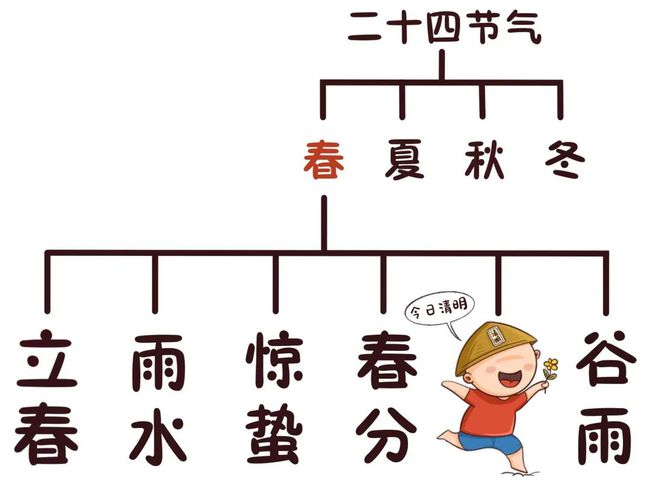 二十四节气
春 夏 秋 冬
今日清明
立春 雨水 惊蛰 春分 谷雨